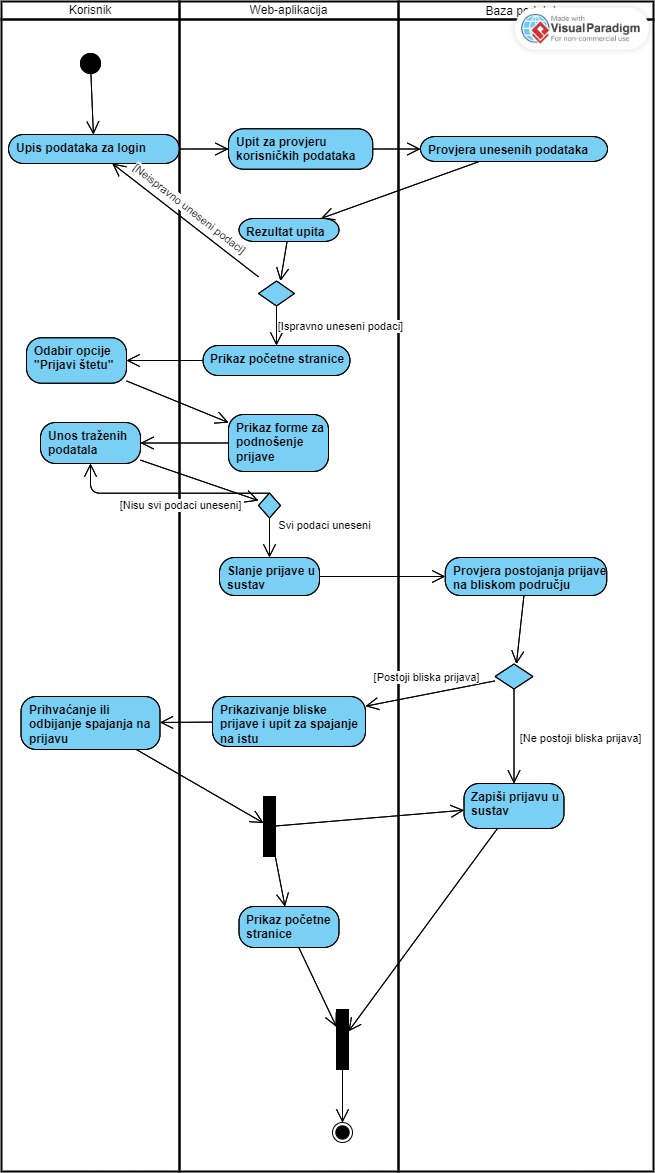 Korisnik
Web-aplikacija
Baza
Made with
VisualParadigm
For non-commercial use
Upis podataka za login
Upit za provjeru
korisničkih podataka
Provjera unesenih podataka
[Neispravno uneseni podaci]
Rezultat upita
[Ispravno uneseni podaci]
Odabir opcije
"Prijavi štetu"
Prikaz početne stranice
Unos traženih
podatala
Prikaz forme za
podnošenje
prijave
[Nisu svi podaci uneseni]
Svi podaci uneseni
Slanje prijave u
sustav
Provjera postojanja prijave
na bliskom području
[Postoji bliska prijava]
Prihvaćanje ili
odbijanje spajanja na
prijavu
Prikazivanje bliske
prijave i upit za spajanje
na istu
[Ne postoji bliska prijava]
Zapiši prijavu u
sustav
Prikaz početne
stranice